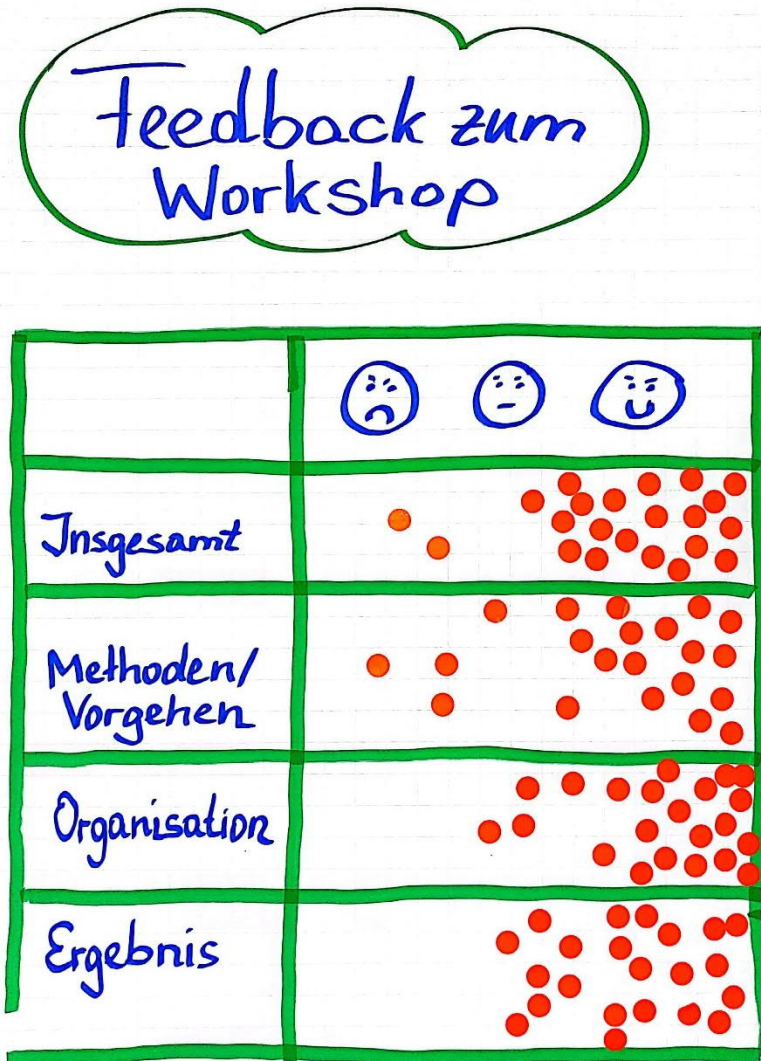 Feedback zum
Workshop
Insgesamt
Methoden/
Vorgehen
Organisation
Ergebnis